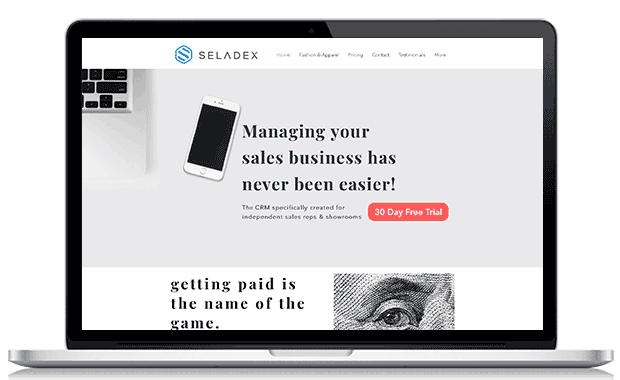 SELADEX
Home Fashion & Apparel Pricing Contact Testimonials More
Managing your
sales business has
never been easier!
The CRM specifically created for
independent sales reps & showrooms
30 Day Free Trial
getting paid is
the name of the
game.